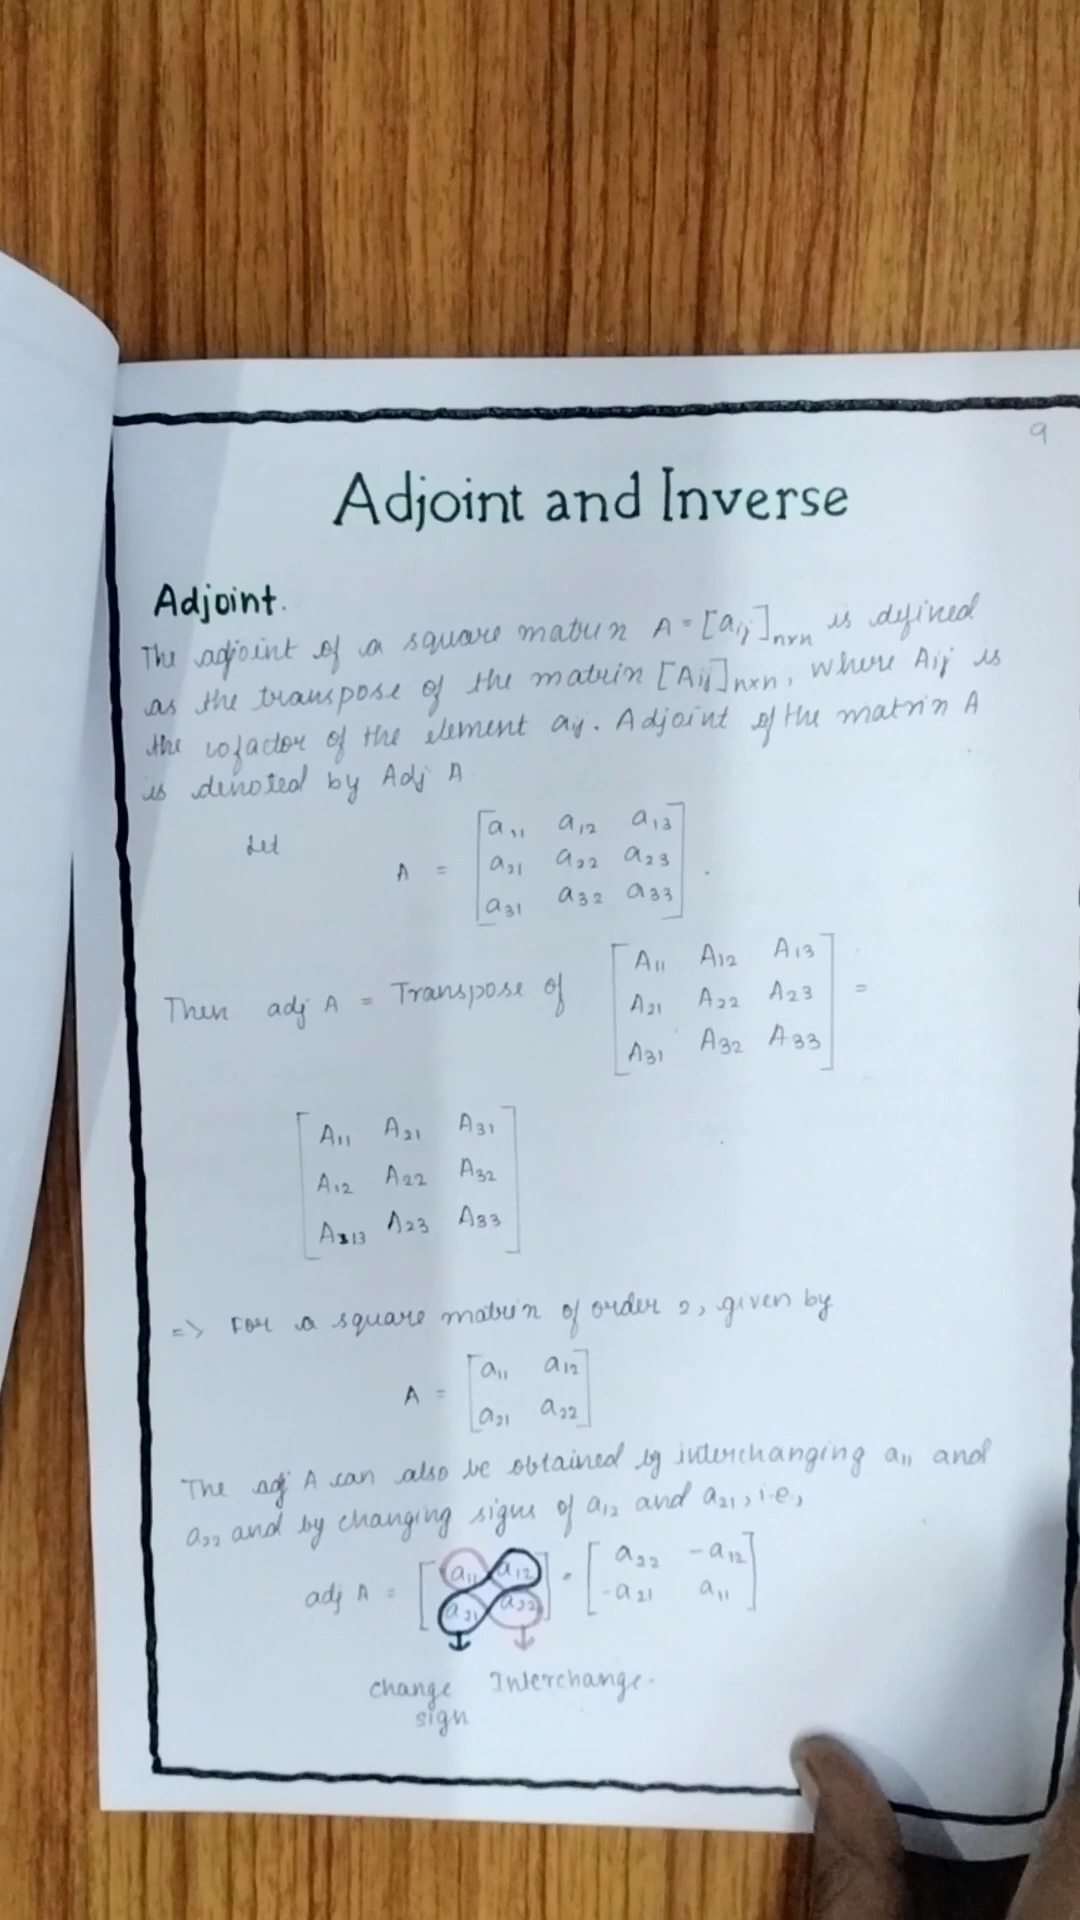 9
Adjoint and Inverse
Adjoint.
The adjoint of a square matrix A = [aij]n×n is defined
as the transpose of the matrix [Aij]n×n, where Aij is
the cofactor of the element aij. Adjoint of the matrix A
is denoted by Adj A
Let A = [a11 a12 a13
a21 a22 a23
a31 a32 a33].
Then adj A = Transpose of [A11 A12 A13
A21 A22 A23
A31 A32 A33] =
[A11 A21 A31
A12 A22 A32
A13 A23 A33]
=> For a square matrix of order 2, given by
A = [a11 a12
a21 a22]
The adj A can also be obtained by interchanging a11 and
a22 and by changing signs of a12 and a21, i.e,
adj A = [a11 a12 = [a22 -a12
a21 a22] -a21 a11]
change Interchange.
sign